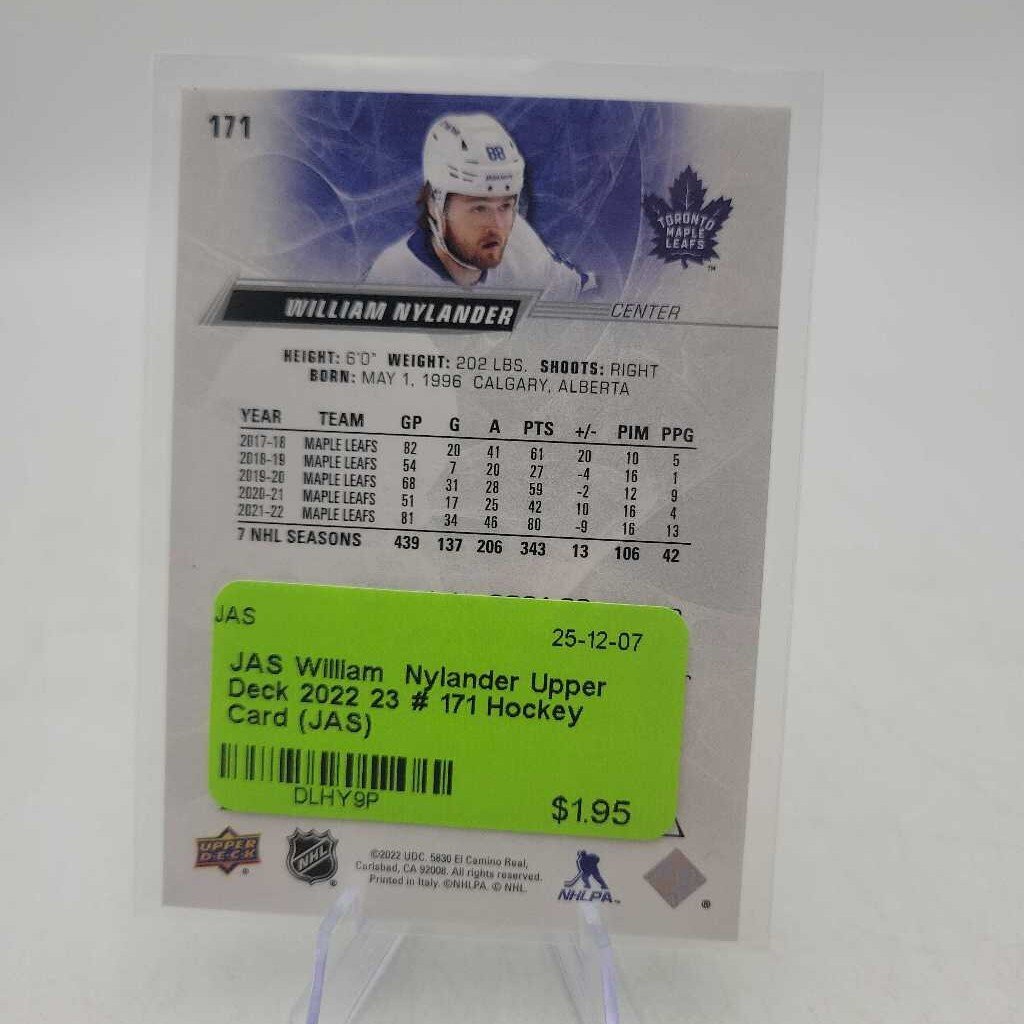 171
88
TORONTO
MAPLE
LEAFS
™
WILLIAM NYLANDER
CENTER
HEIGHT: 6'0" WEIGHT: 202 LBS. SHOOTS: RIGHT
BORN: MAY 1, 1996 CALGARY, ALBERTA
YEAR TEAM GP G A PTS +/- PIM PPG
2017-18 MAPLE LEAFS 82 20 41 61 20 10 5
2018-19 MAPLE LEAFS 54 7 20 27 -4 16 1
2019-20 MAPLE LEAFS 68 31 28 59 -2 12 9
2020-21 MAPLE LEAFS 51 17 25 42 10 16 4
2021-22 MAPLE LEAFS 81 34 46 80 -9 16 13
7 NHL SEASONS 439 137 206 343 13 106 42
JAS
25-12-07
JAS William Nylander Upper
Deck 2022 23 # 171 Hockey
Card (JAS)
DLHY9P
$1.95
UPPER
DECK
®
NHL
®
©2022 UDC. 5830 El Camino Real,
Carlsbad, CA 92008. All rights reserved.
Printed in Italy. ©NHLPA. © NHL.
NHLPA™
®